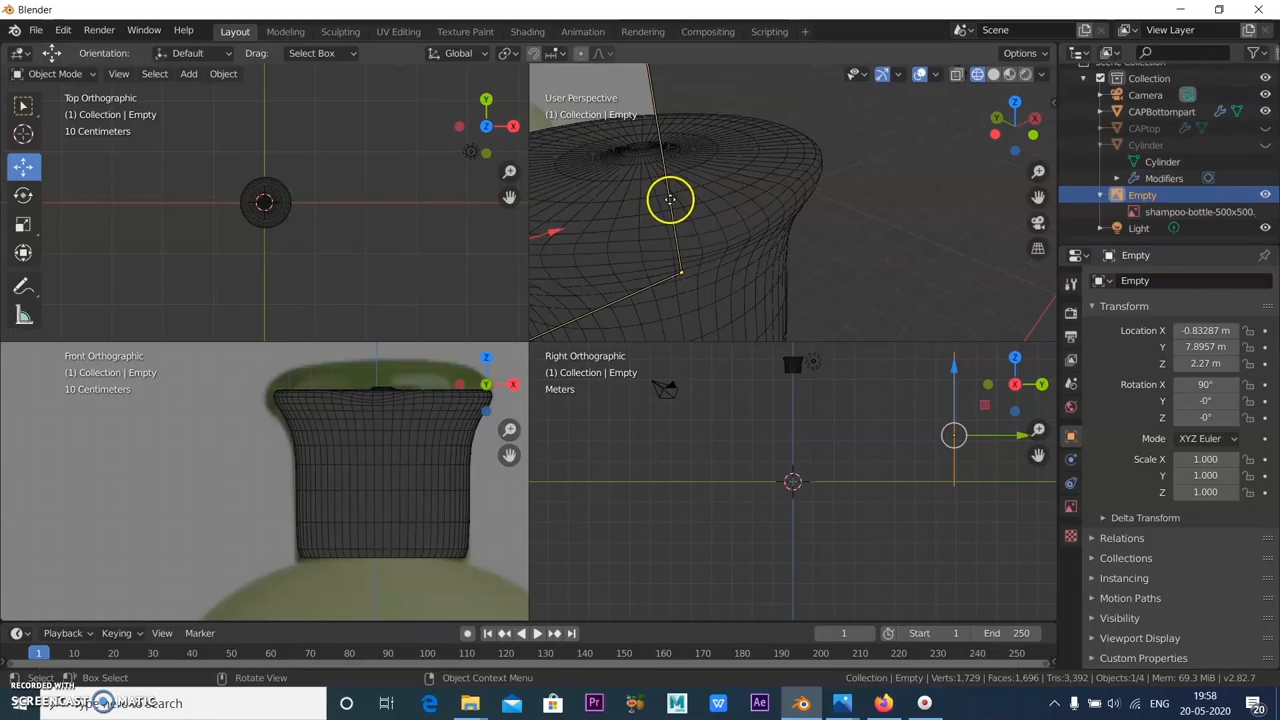 Blender
File Edit Render Window Help Layout Modeling Sculpting UV Editing Texture Paint Shading Animation Rendering Compositing Scripting + Scene View Layer
Orientation: Default Drag: Select Box Global Options
Object Mode View Select Add Object
Top Orthographic
(1) Collection | Empty
10 Centimeters
User Perspective
(1) Collection | Empty
Front Orthographic
(1) Collection | Empty
10 Centimeters
Right Orthographic
(1) Collection | Empty
Meters
Scene Collection
Collection
Camera
CAPBottompart
CAPtop
Cylinder
Cylinder
Modifiers
Empty
shampoo-bottle-500x500.
Light
Empty
Empty
Transform
Location X -0.83287 m
Y 7.8957 m
Z 2.27 m
Rotation X 90°
Y -0°
Z -0°
Mode XYZ Euler
Scale X 1.000
Y 1.000
Z 1.000
Delta Transform
Relations
Collections
Instancing
Motion Paths
Visibility
Viewport Display
Custom Properties
Playback Keying View Marker 1 Start 1 End 250
1 10 20 30 40 50 60 70 80 90 100 110 120 130 140 150 160 170 180 190 200 210 220 230 240 250
Select Box Select Rotate View Object Context Menu Collection | Empty | Verts:1,729 | Faces:1,696 | Tris:3,392 | Objects:1/4 | Mem: 69.3 MiB | v2.82.7
RECORDED WITH
SCREENCAST MATIC
here to search
19:58
20-05-2020
20